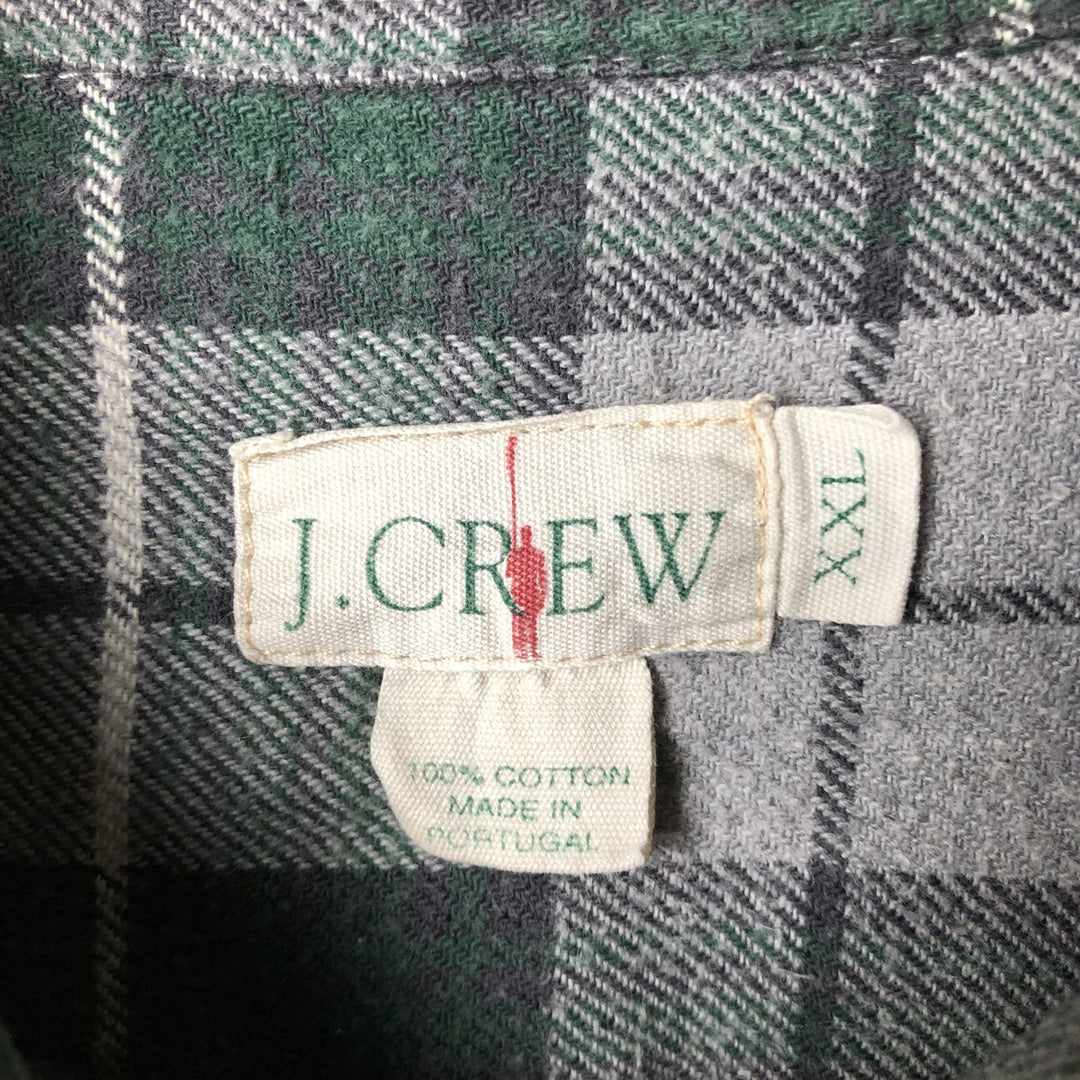 J.CREW
XXL
100% COTTON
MADE IN
PORTUGAL